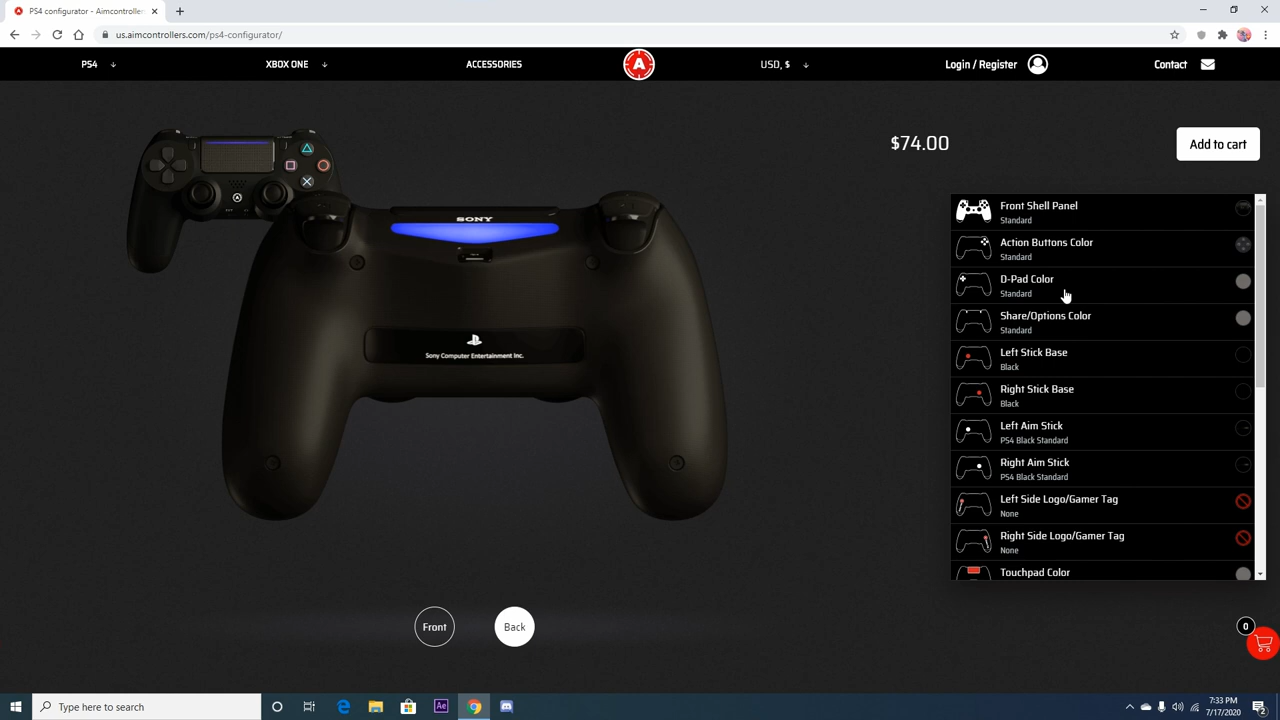 PS4 configurator - Aimcontrollers
us.aimcontrollers.com/ps4-configurator/
PS4
XBOX ONE
ACCESSORIES
A
USD, $
Login / Register
Contact
$74.00
Add to cart
SONY
Sony Computer Entertainment Inc.
Front Shell Panel
Standard
Action Buttons Color
Standard
D-Pad Color
Standard
Share/Options Color
Standard
Left Stick Base
Black
Right Stick Base
Black
Left Aim Stick
PS4 Black Standard
Right Aim Stick
PS4 Black Standard
Left Side Logo/Gamer Tag
None
Right Side Logo/Gamer Tag
None
Touchpad Color
Front
Back
0
Type here to search
Ae
7:33 PM
7/17/2020
2